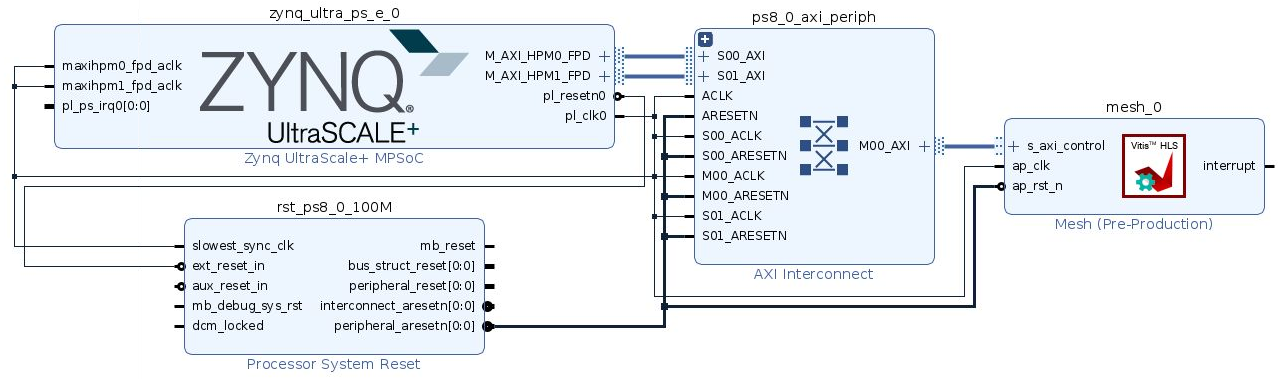 zynq_ultra_ps_e_0
maxihpm0_fpd_aclk
maxihpm1_fpd_aclk
pl_ps_irq0[0:0]
ZYNQ®
UltraSCALE+
M_AXI_HPM0_FPD
M_AXI_HPM1_FPD
pl_resetn0
pl_clk0
Zynq UltraScale+ MPSoC
ps8_0_axi_periph
S00_AXI
S01_AXI
ACLK
ARESETN
S00_ACLK
S00_ARESETN
M00_ACLK
M00_ARESETN
S01_ACLK
S01_ARESETN
M00_AXI
AXI Interconnect
mesh_0
s_axi_control
ap_clk
ap_rst_n
Vitis™ HLS
interrupt
Mesh (Pre-Production)
rst_ps8_0_100M
slowest_sync_clk
ext_reset_in
aux_reset_in
mb_debug_sys_rst
dcm_locked
mb_reset
bus_struct_reset[0:0]
peripheral_reset[0:0]
interconnect_aresetn[0:0]
peripheral_aresetn[0:0]
Processor System Reset